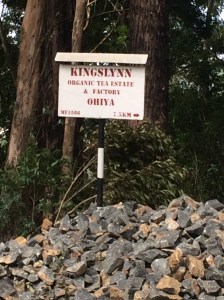 KINGSLYNN
ORGANIC TEA ESTATE
& FACTORY
OHIYA
7.5KM